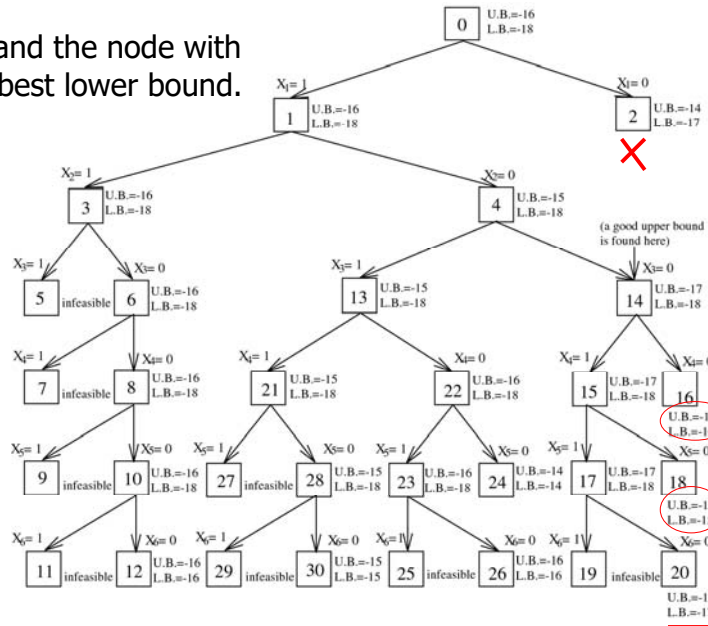 and the node with
best lower bound.
0
U.B.=-16
L.B.=-18
X1= 1
X1= 0
1
U.B.=-16
L.B.=-18
2
U.B.=-14
L.B.=-17
X2= 1
X2= 0
3
U.B.=-16
L.B.=-18
4
U.B.=-15
L.B.=-18
(a good upper bound
is found here)
X3= 1
X3= 0
X3= 1
X3= 0
5
infeasible
6
U.B.=-16
L.B.=-18
13
U.B.=-15
L.B.=-18
14
U.B.=-17
L.B.=-18
X4= 1
X4= 0
X4= 1
X4= 0
X4= 1
X4= 0
7
infeasible
8
U.B.=-16
L.B.=-18
21
U.B.=-15
L.B.=-18
22
U.B.=-16
L.B.=-18
15
U.B.=-17
L.B.=-18
16
X5= 1
X5= 0
X5= 1
X5= 0
X5= 1
X5= 0
X5= 1
X5= 0
9
infeasible
10
U.B.=-16
L.B.=-18
27
infeasible
28
U.B.=-15
L.B.=-18
23
U.B.=-16
L.B.=-18
24
U.B.=-14
L.B.=-14
17
U.B.=-17
L.B.=-18
18
X6= 1
X6= 0
X6= 1
X6= 0
X6= 1
X6= 0
X6= 1
X6= 0
11
infeasible
12
U.B.=-16
L.B.=-16
29
infeasible
30
U.B.=-15
L.B.=-15
25
infeasible
26
U.B.=-16
L.B.=-16
19
infeasible
20